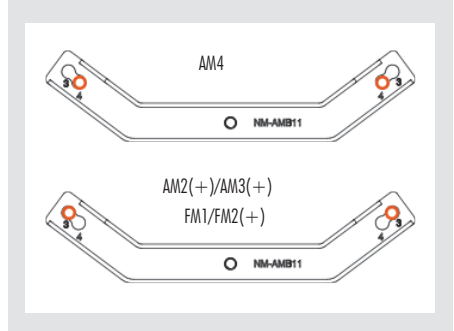 AM4
3 3
4 4
NM-AMB11
AM2(+)/AM3(+)
FM1/FM2(+)
3 3
4 4
NM-AMB11